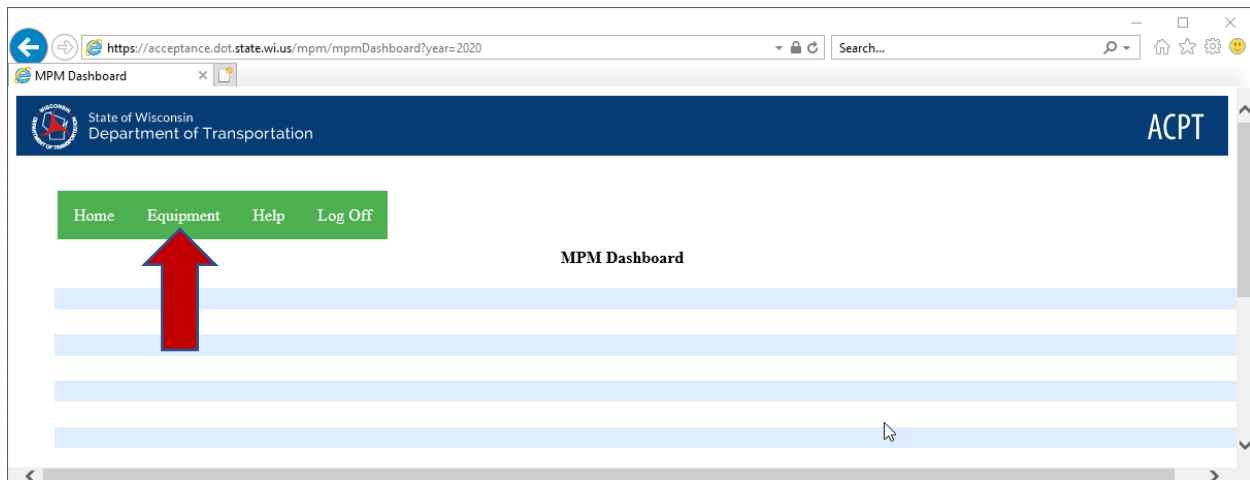 https://acceptance.dot.state.wi.us/mpm/mpmDashboard?year=2020
Search...
MPM Dashboard
State of Wisconsin
Department of Transportation
ACPT
Home Equipment Help Log Off
MPM Dashboard